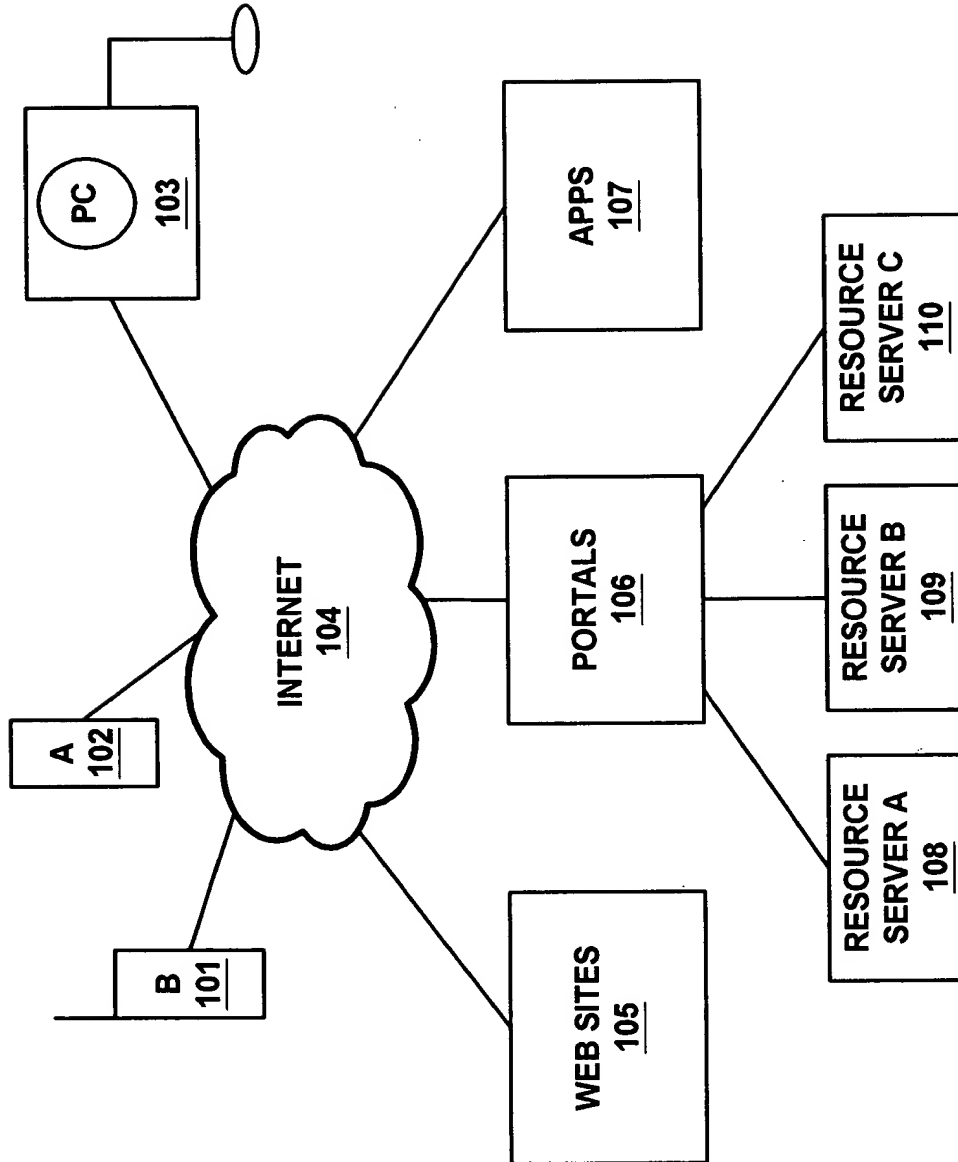 B
101
A
102
PC
103
INTERNET
104
WEB SITES
105
PORTALS
106
APPS
107
RESOURCE
SERVER A
108
RESOURCE
SERVER B
109
RESOURCE
SERVER C
110